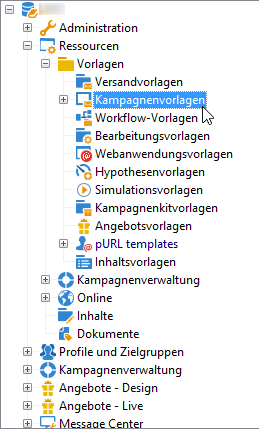 Administration
Ressourcen
Vorlagen
Versandvorlagen
Kampagnenvorlagen
Workflow-Vorlagen
Bearbeitungsvorlagen
Webanwendungsvorlagen
Hypothesenvorlagen
Simulationsvorlagen
Kampagnenkitvorlagen
Angebotsvorlagen
pURL templates
Inhaltsvorlagen
Kampagnenverwaltung
Online
Inhalte
Dokumente
Profile und Zielgruppen
Kampagnenverwaltung
Angebote - Design
Angebote - Live
Message Center